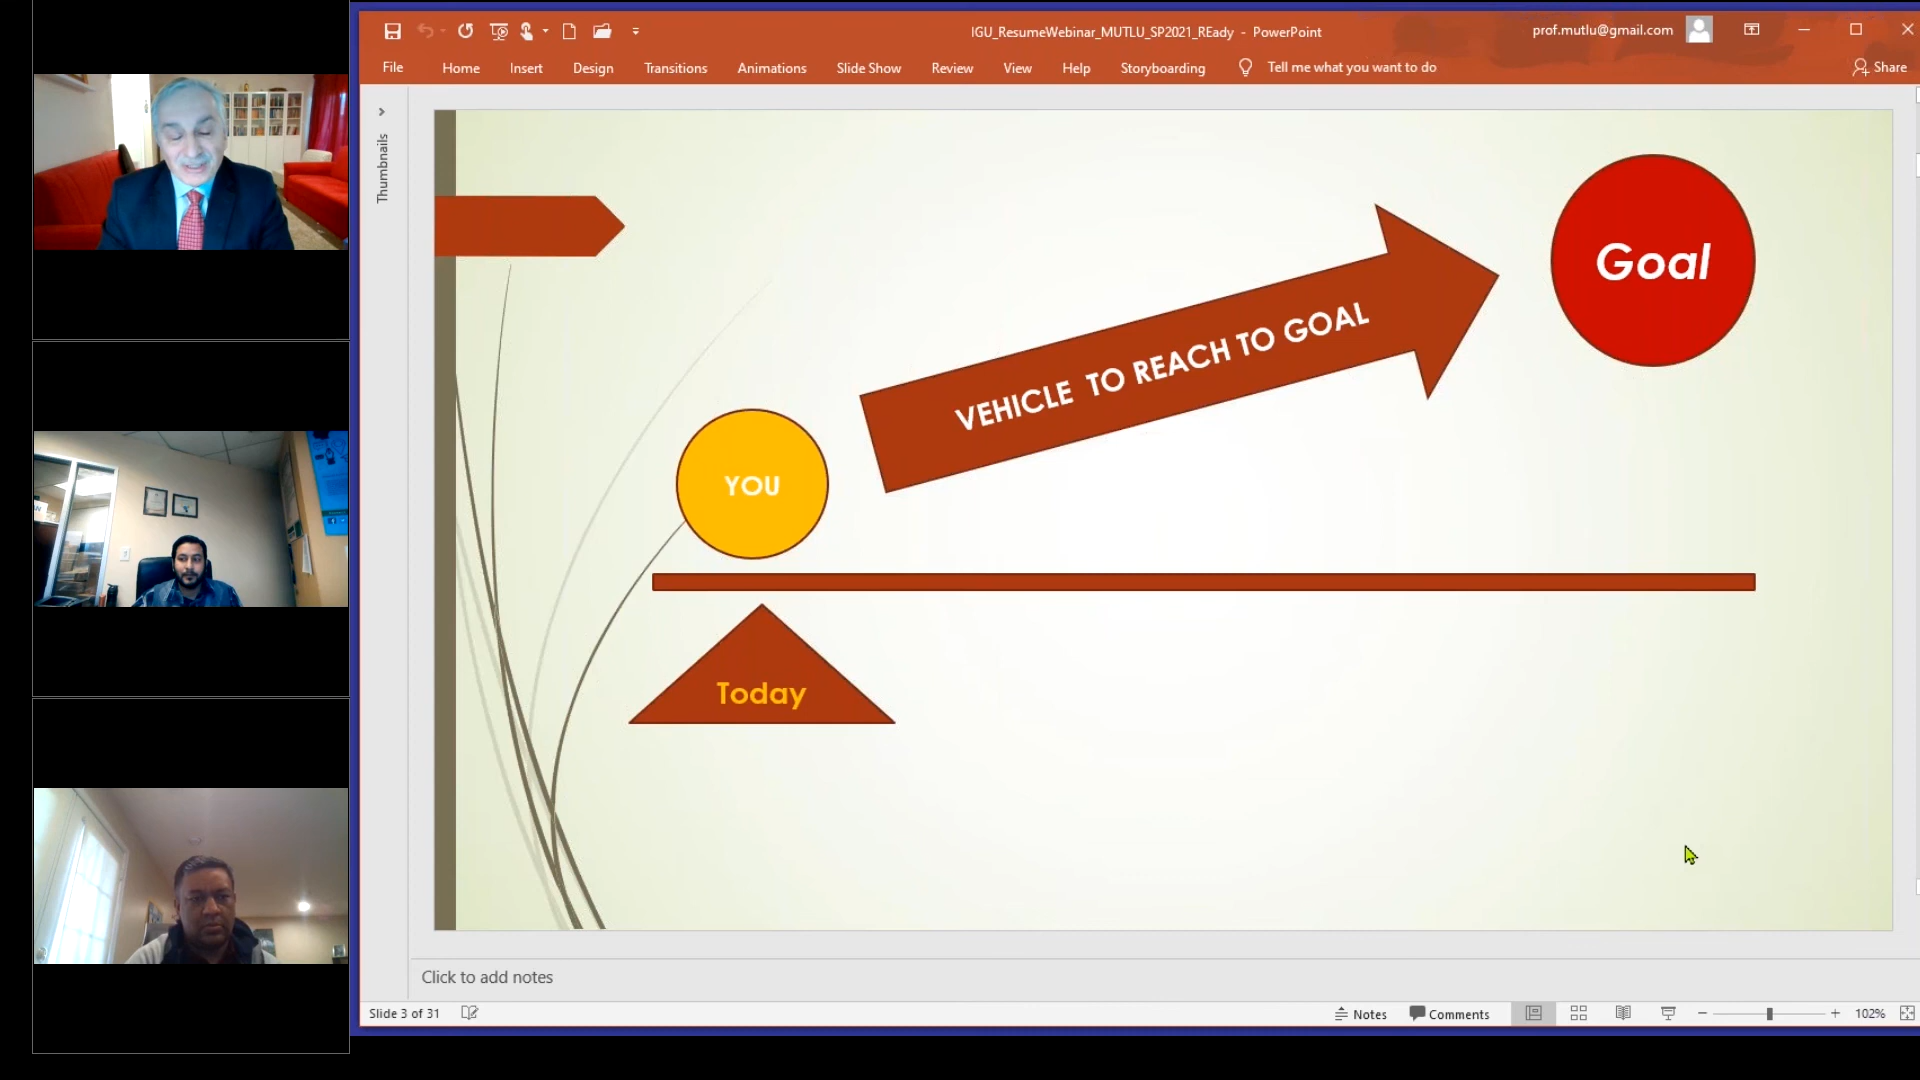 IGU_ResumeWebinar_MUTLU_SP2021_REady - PowerPoint
prof.mutlu@gmail.com
File Home Insert Design Transitions Animations Slide Show Review View Help Storyboarding Tell me what you want to do Share
Thumbnails
Goal
VEHICLE TO REACH TO GOAL
YOU
Today
Click to add notes
Slide 3 of 31
Notes Comments 102%